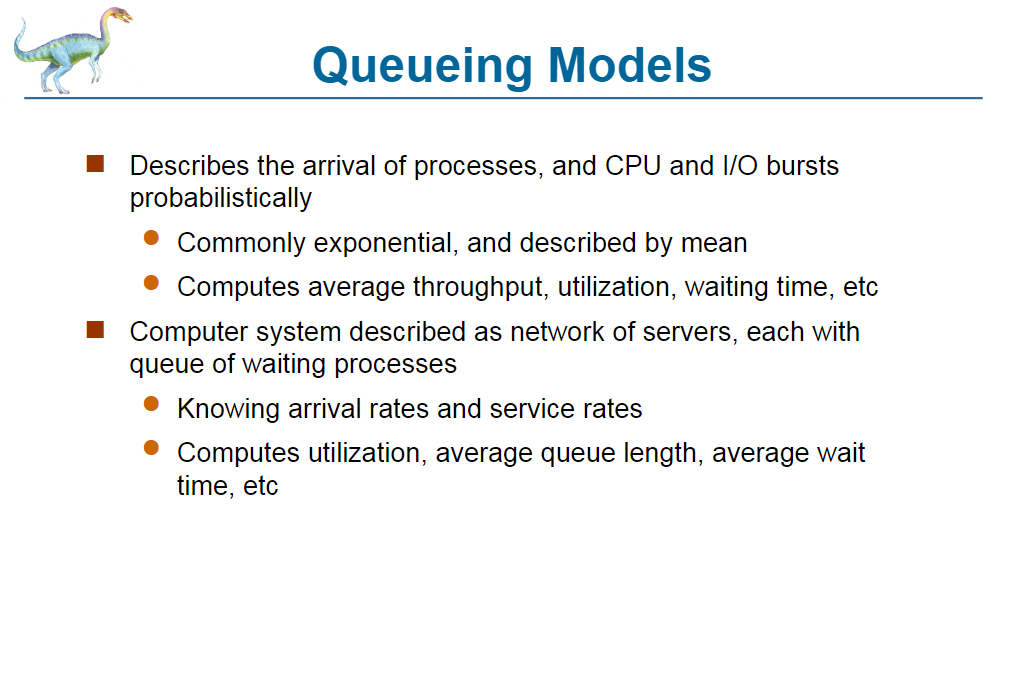 Queueing Models
Describes the arrival of processes, and CPU and I/O bursts
probabilistically
Commonly exponential, and described by mean
Computes average throughput, utilization, waiting time, etc
Computer system described as network of servers, each with
queue of waiting processes
Knowing arrival rates and service rates
Computes utilization, average queue length, average wait
time, etc